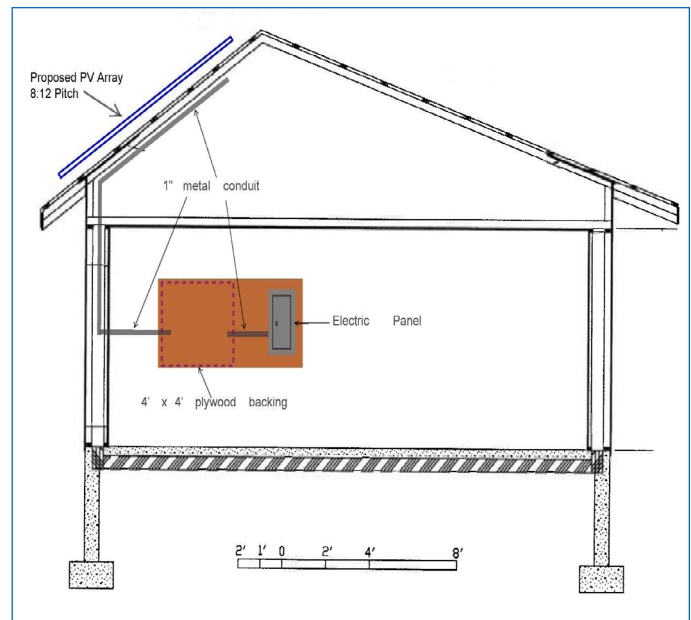 Proposed PV Array
8:12 Pitch
1" metal conduit
Electric Panel
4' x 4' plywood backing
2' 1' 0 2' 4' 8'